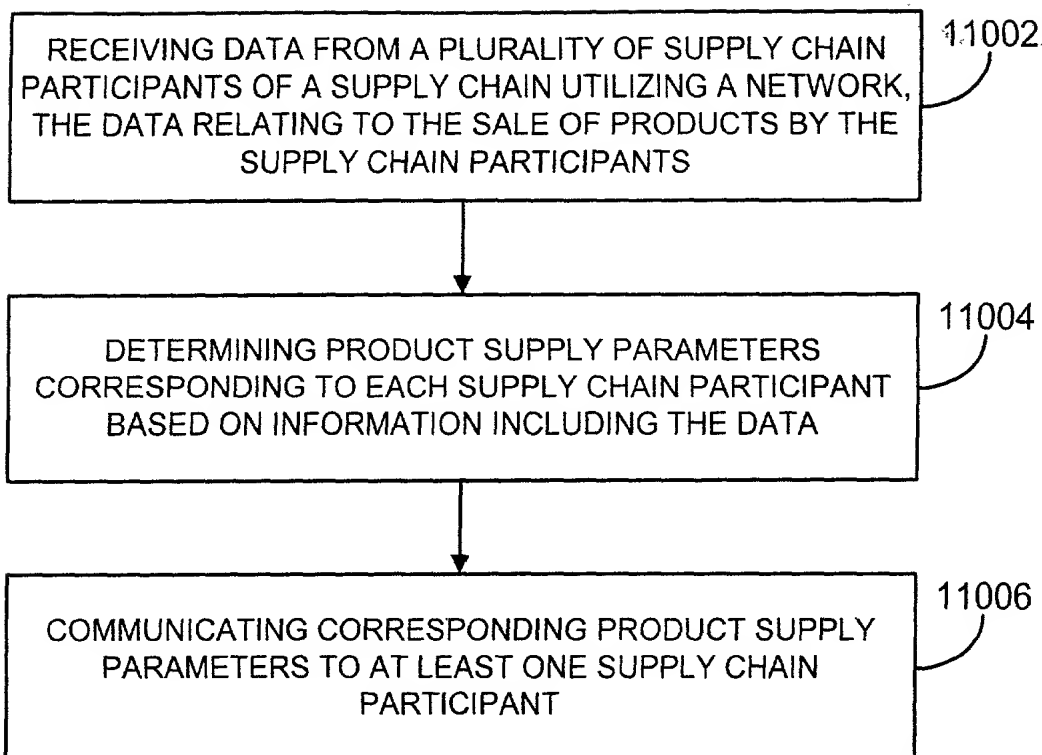 RECEIVING DATA FROM A PLURALITY OF SUPPLY CHAIN
PARTICIPANTS OF A SUPPLY CHAIN UTILIZING A NETWORK,
THE DATA RELATING TO THE SALE OF PRODUCTS BY THE
SUPPLY CHAIN PARTICIPANTS
11002
DETERMINING PRODUCT SUPPLY PARAMETERS
CORRESPONDING TO EACH SUPPLY CHAIN PARTICIPANT
BASED ON INFORMATION INCLUDING THE DATA
11004
COMMUNICATING CORRESPONDING PRODUCT SUPPLY
PARAMETERS TO AT LEAST ONE SUPPLY CHAIN
PARTICIPANT
11006